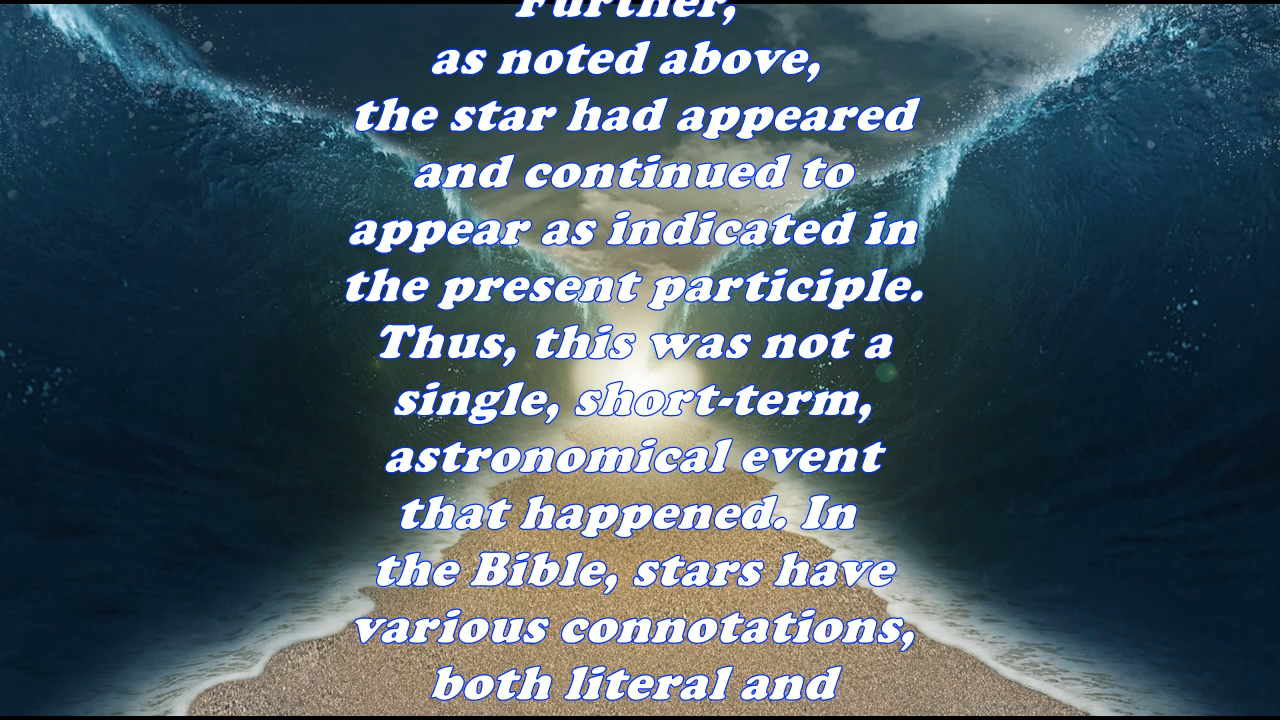 Further,
as noted above,
the star had appeared
and continued to
appear as indicated in
the present participle.
Thus, this was not a
single, short-term,
astronomical event
that happened. In
the Bible, stars have
various connotations,
both literal and